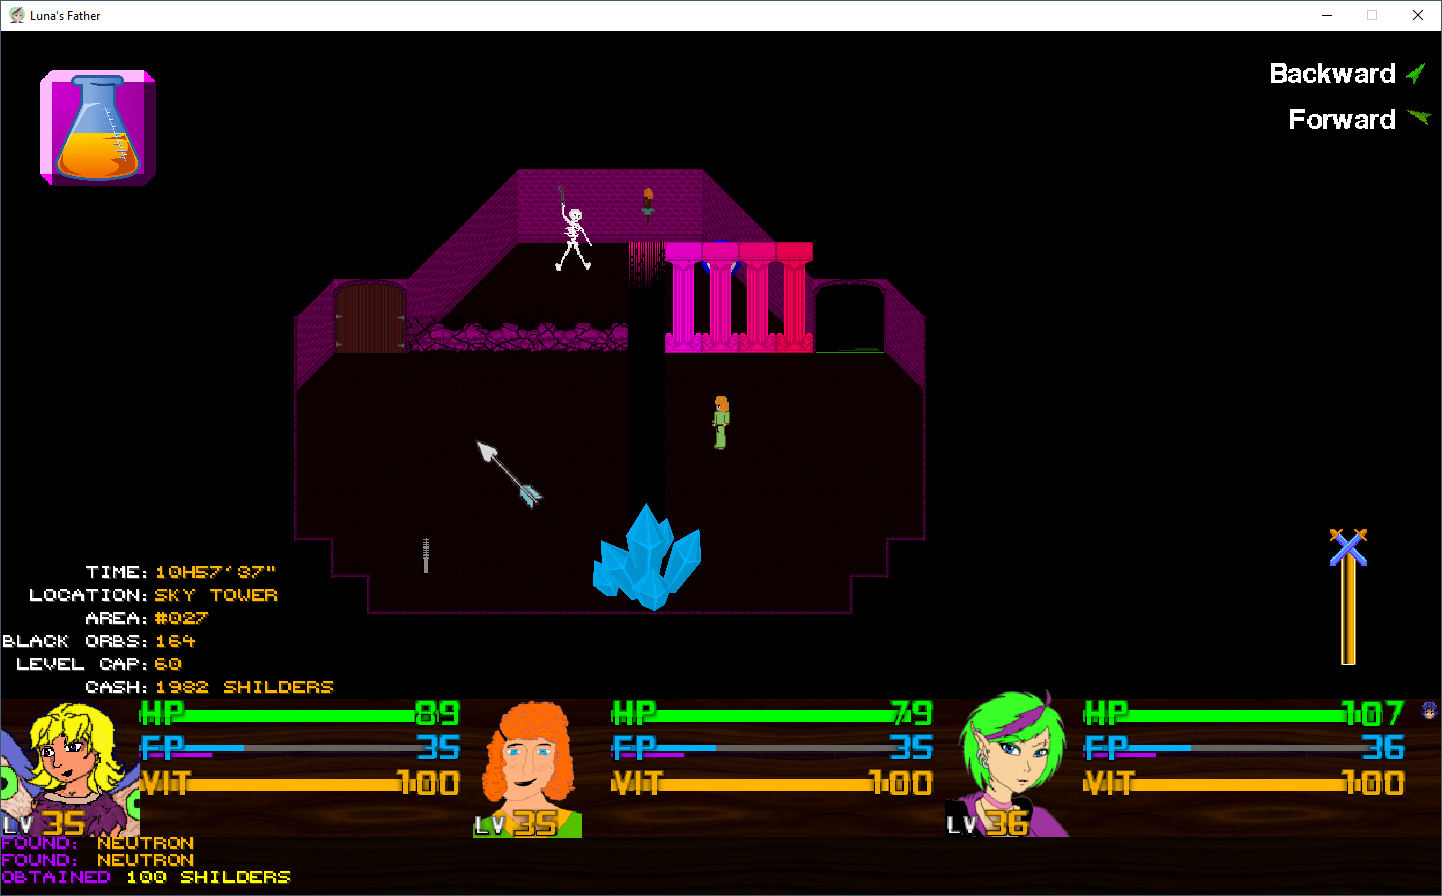 Luna's Father
Backward
Forward
TIME: 10H57'37"
LOCATION: SKY TOWER
AREA: #027
BLACK ORBS: 164
LEVEL CAP: 60
CASH: 1982 SHILDERS
HP 89
FP 35
VIT 100
LV 35
HP 79
FP 35
VIT 100
LV 35
HP 107
FP 36
VIT 100
LV 36
FOUND: NEUTRON
FOUND: NEUTRON
OBTAINED 100 SHILDERS